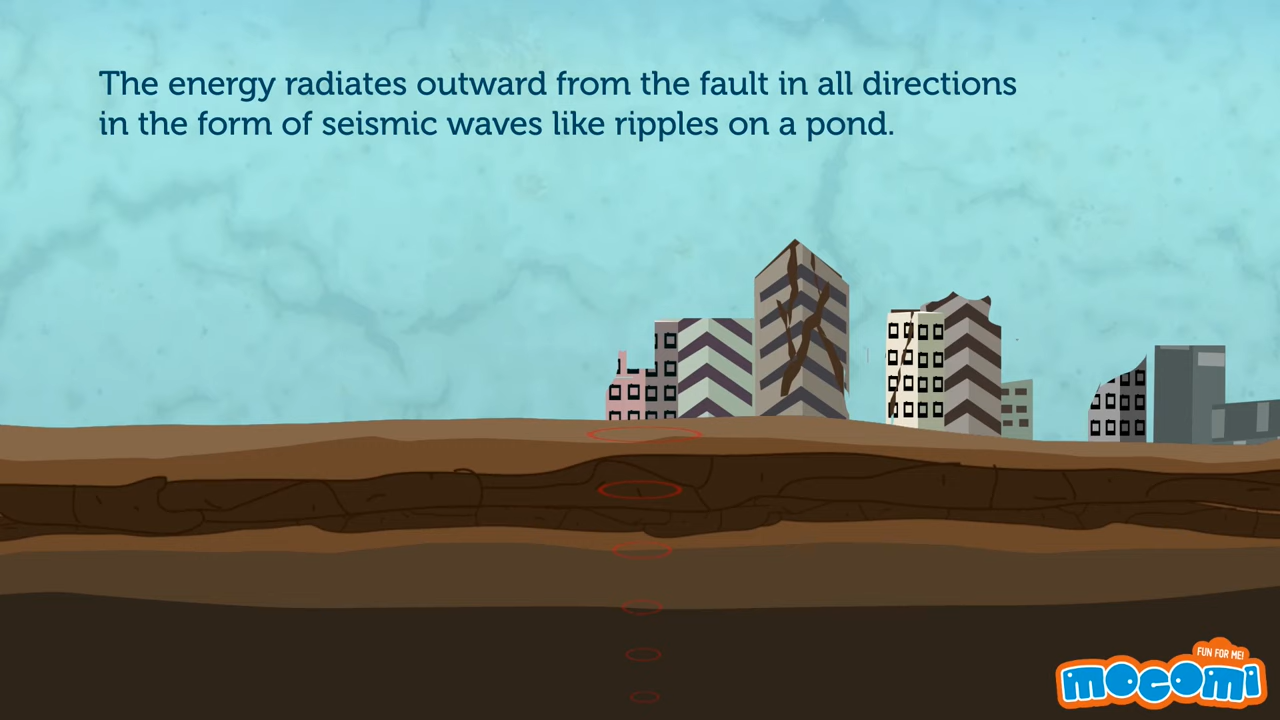 The energy radiates outward from the fault in all directions
in the form of seismic waves like ripples on a pond.
FUN FOR ME!
mocomi